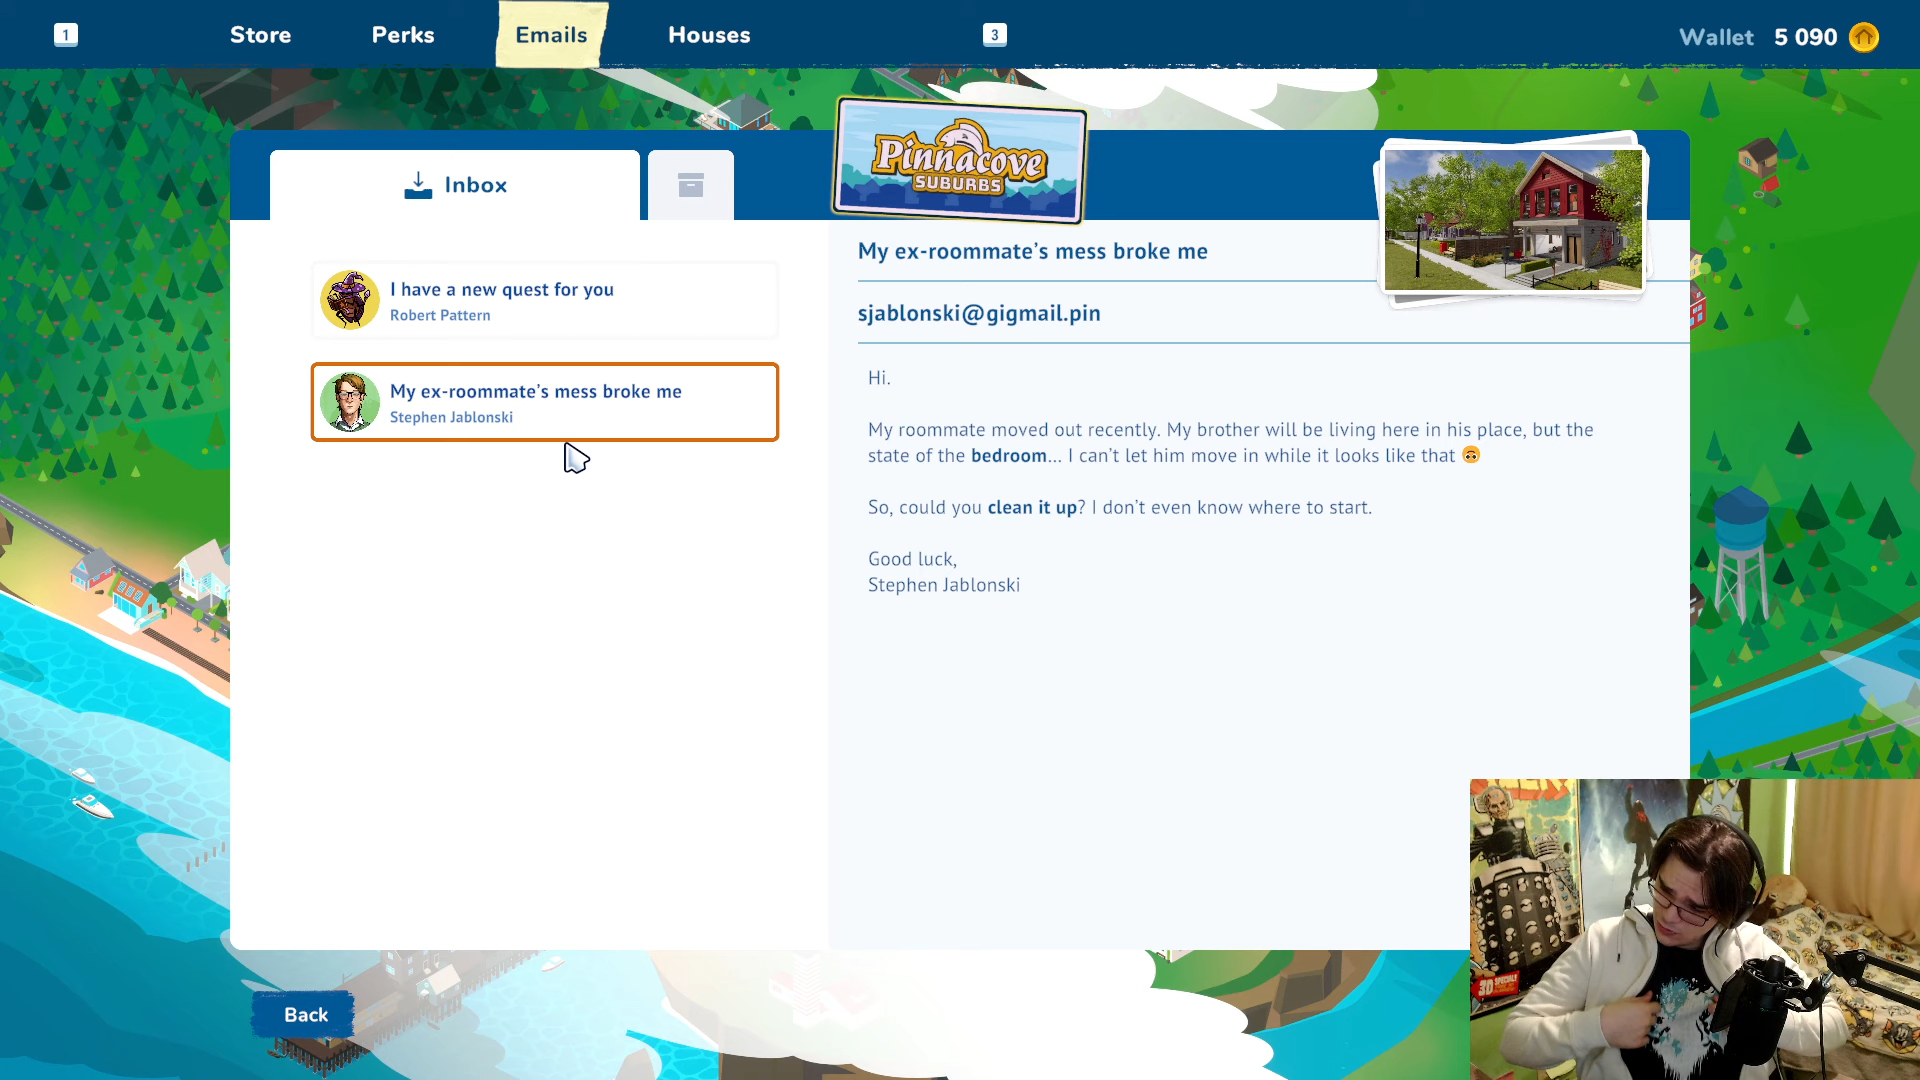 1
Store
Perks
Emails
Houses
3
Wallet 5 090
Pinnacove
SUBURBS
Inbox
I have a new quest for you
Robert Pattern
My ex-roommate’s mess broke me
Stephen Jablonski
My ex-roommate’s mess broke me
sjablonski@gigmail.pin
Hi.
My roommate moved out recently. My brother will be living here in his place, but the
state of the bedroom... I can’t let him move in while it looks like that
So, could you clean it up? I don’t even know where to start.
Good luck,
Stephen Jablonski
Back
3D
SPECIAL!